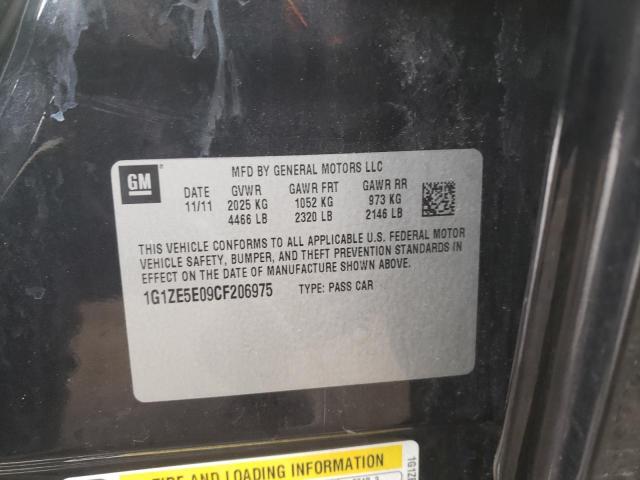 GM
MFD BY GENERAL MOTORS LLC
DATE GVWR GAWR FRT GAWR RR
11/11 2025 KG 1052 KG 973 KG
4466 LB 2320 LB 2146 LB
THIS VEHICLE CONFORMS TO ALL APPLICABLE U.S. FEDERAL MOTOR
VEHICLE SAFETY, BUMPER, AND THEFT PREVENTION STANDARDS IN
EFFECT ON THE DATE OF MANUFACTURE SHOWN ABOVE.
1G1ZE5E09CF206975 TYPE: PASS CAR
TIRE AND LOADING INFORMATION